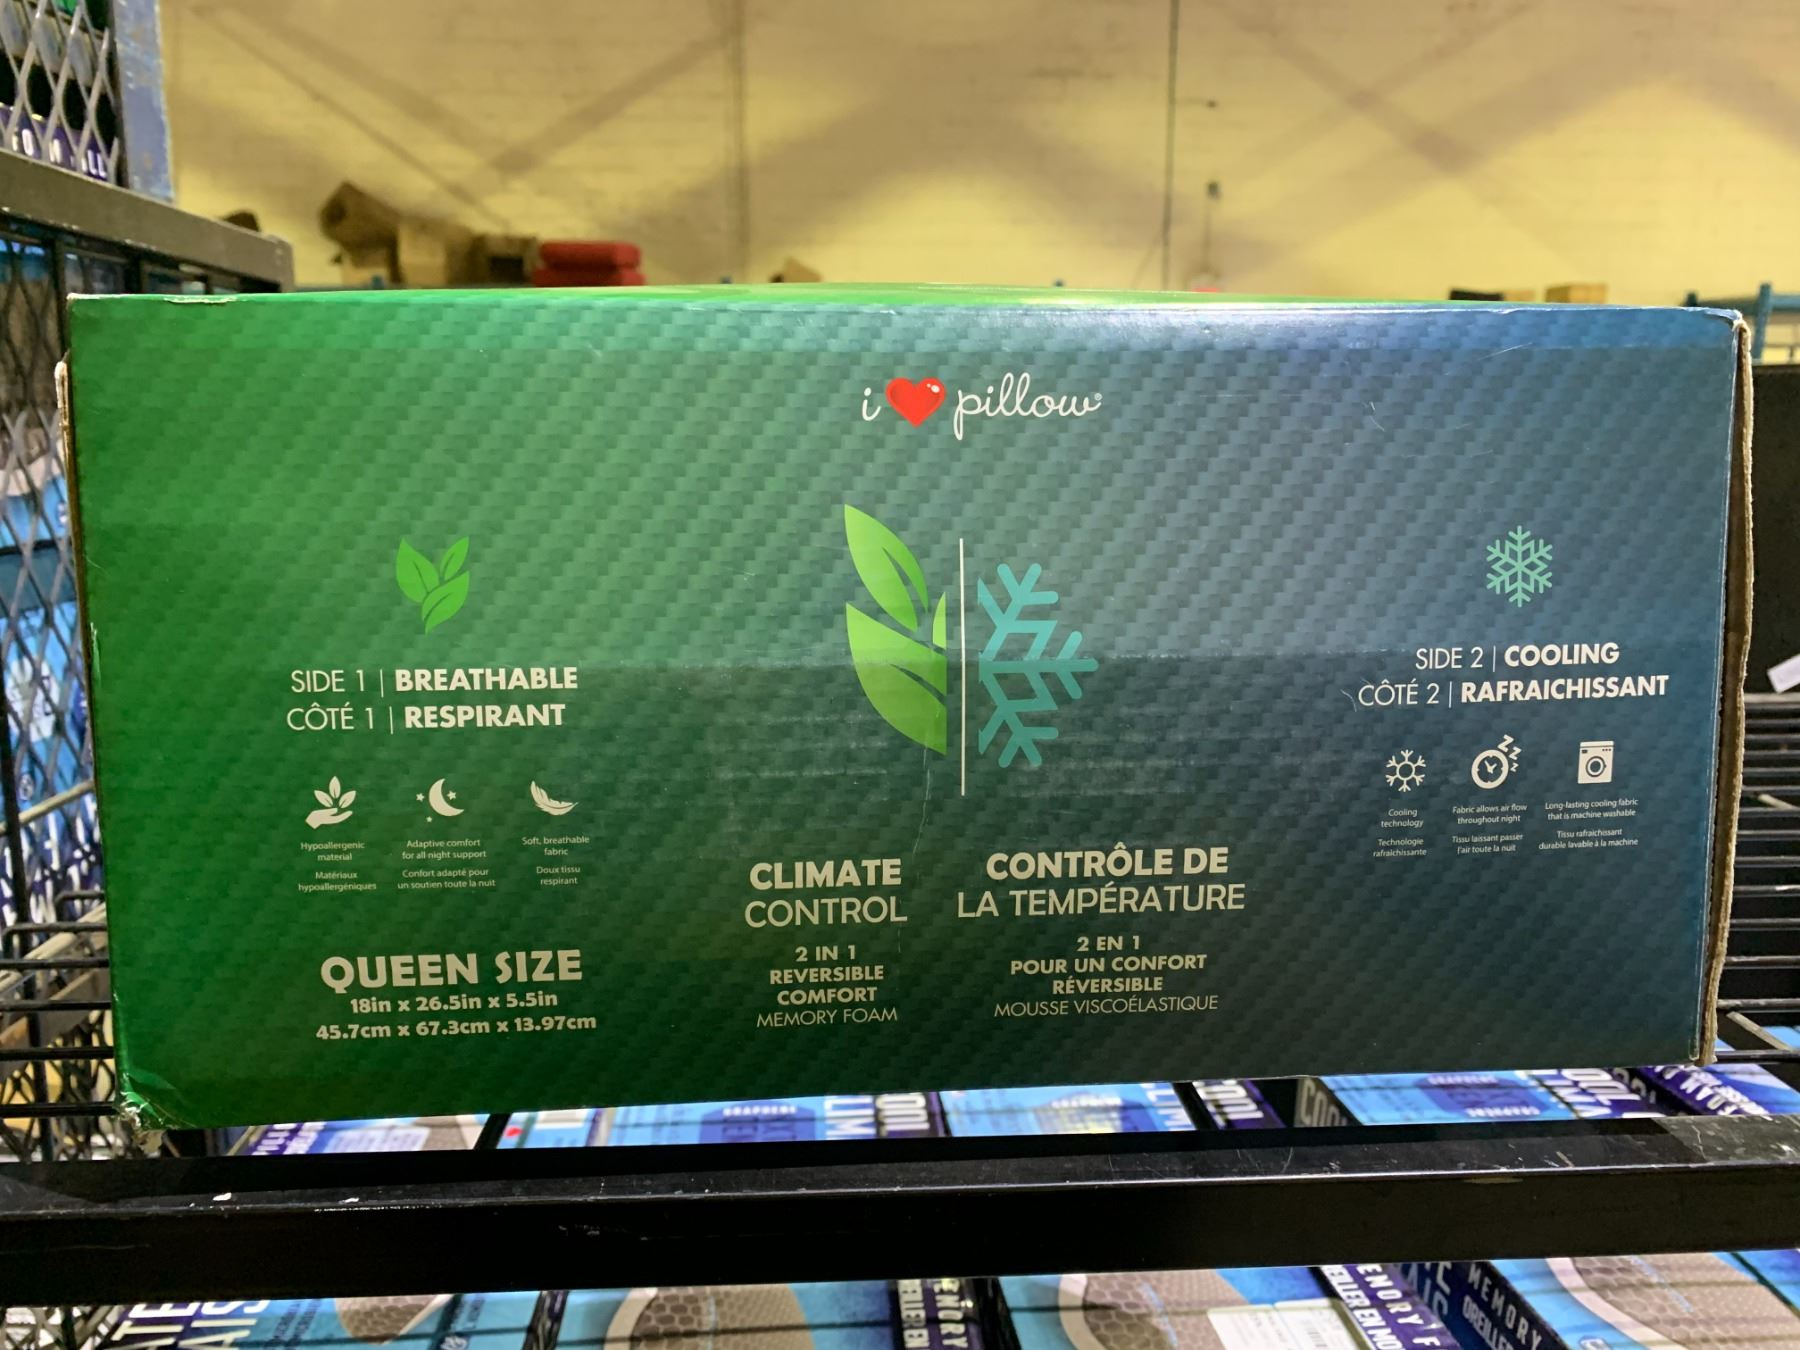 i ❤ pillow®
SIDE 1 | BREATHABLE
CÔTÉ 1 | RESPIRANT
Hypoallergenic
material
Matériaux
hypoallergéniques
Adaptive comfort
for all night support
Confort adapté pour
un soutien toute la nuit
Soft, breathable
fabric
Doux tissu
respirant
QUEEN SIZE
18in x 26.5in x 5.5in
45.7cm x 67.3cm x 13.97cm
CLIMATE
CONTROL
2 IN 1
REVERSIBLE
COMFORT
MEMORY FOAM
CONTRÔLE DE
LA TEMPÉRATURE
2 EN 1
POUR UN CONFORT
RÉVERSIBLE
MOUSSE VISCOÉLASTIQUE
SIDE 2 | COOLING
CÔTÉ 2 | RAFRAICHISSANT
Cooling
technology
Technologie
rafraichissante
Fabric allows air flow
throughout night
Tissu laissant passer
l'air toute la nuit
Long-lasting cooling fabric
that is machine washable
Tissu rafraichissant
durable lavable à la machine
GRAPHENE
GRAPHENE
MEMORY